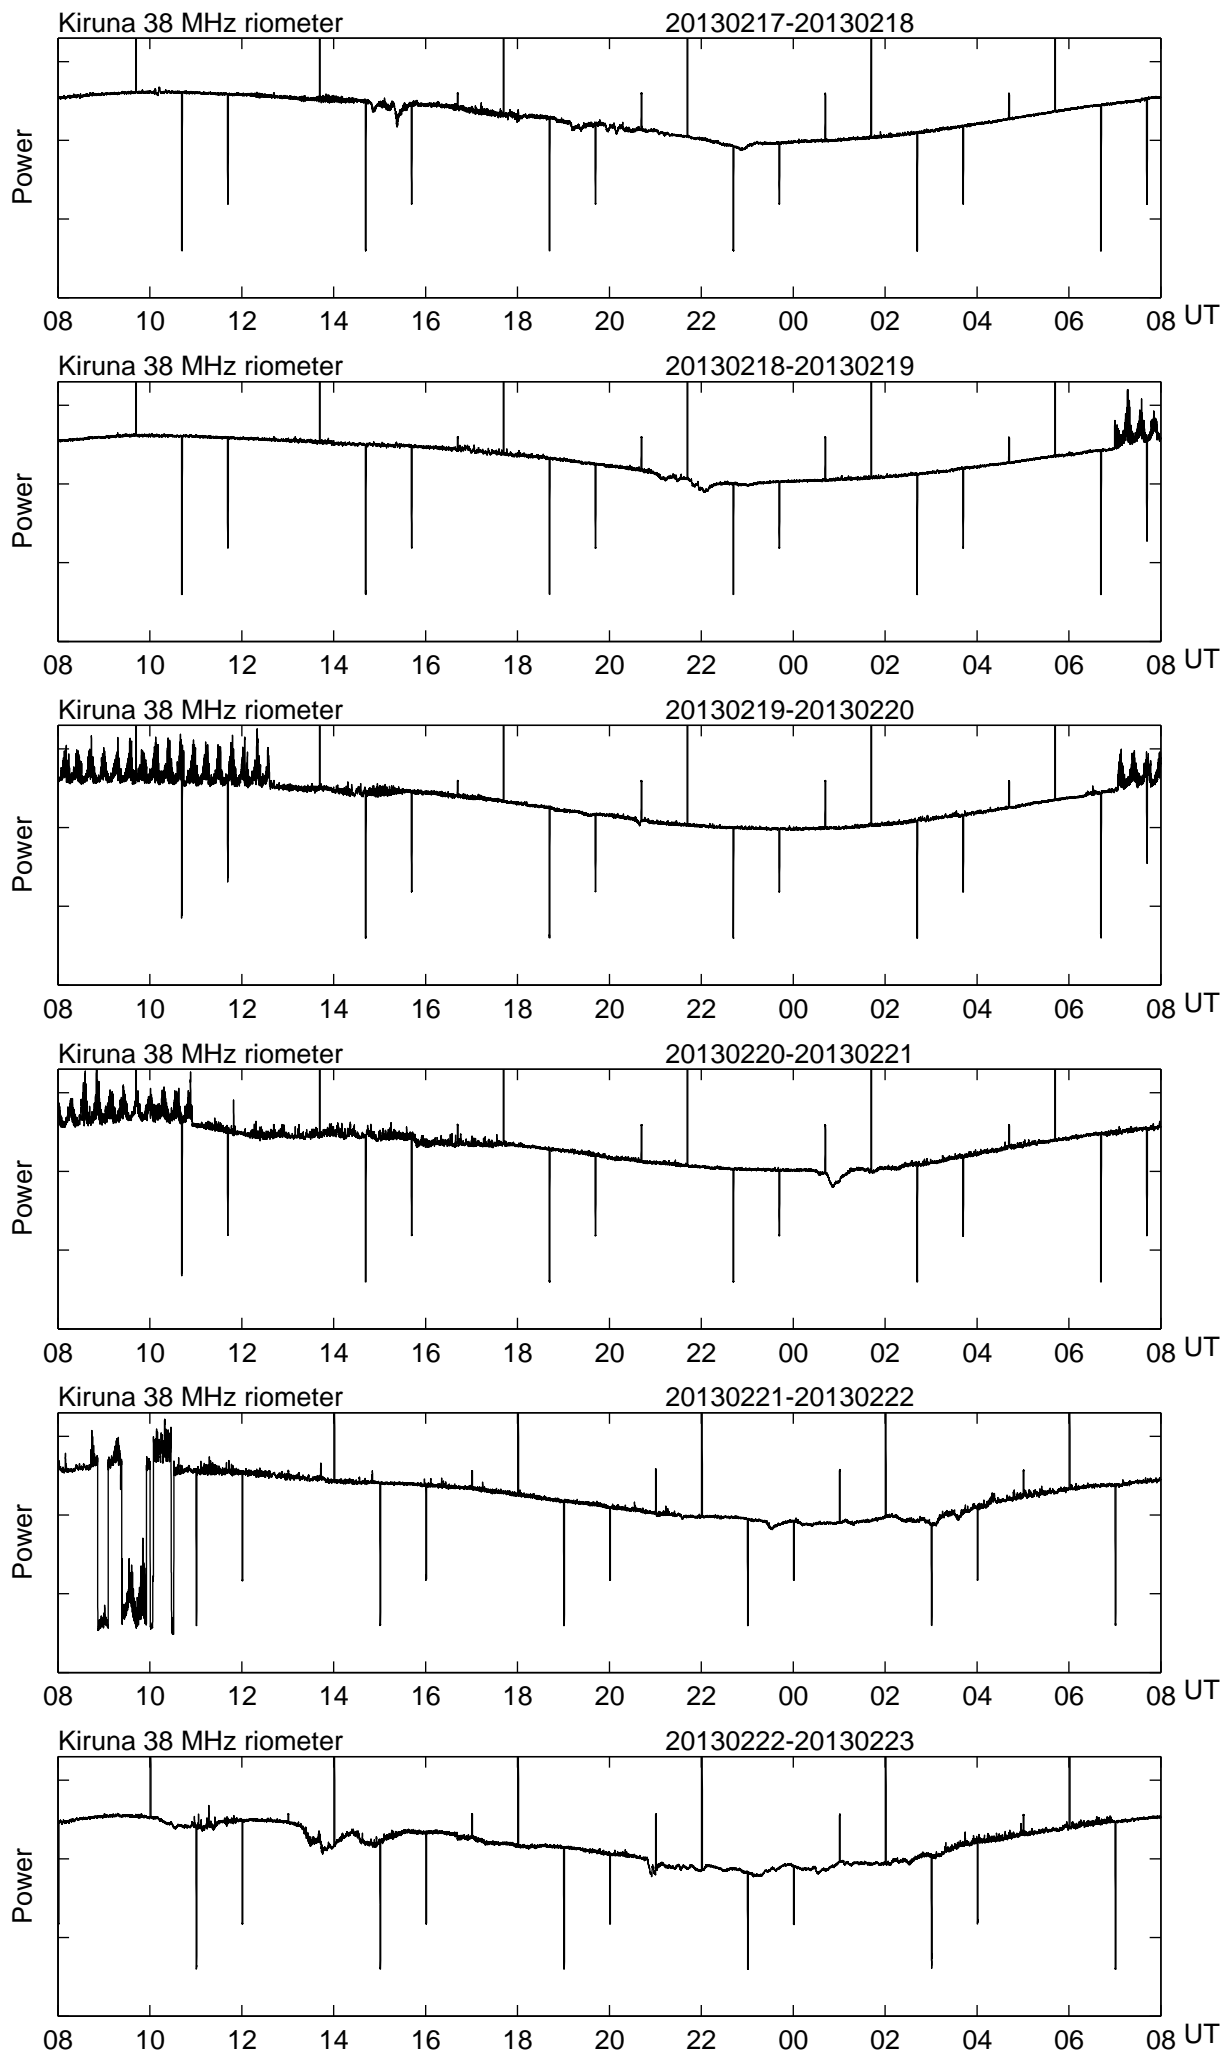 Kiruna 38 MHz riometer 20130217-20130218
Power
08 10 12 14 16 18 20 22 00 02 04 06 08 UT
Kiruna 38 MHz riometer 20130218-20130219
Power
08 10 12 14 16 18 20 22 00 02 04 06 08 UT
Kiruna 38 MHz riometer 20130219-20130220
Power
08 10 12 14 16 18 20 22 00 02 04 06 08 UT
Kiruna 38 MHz riometer 20130220-20130221
Power
08 10 12 14 16 18 20 22 00 02 04 06 08 UT
Kiruna 38 MHz riometer 20130221-20130222
Power
08 10 12 14 16 18 20 22 00 02 04 06 08 UT
Kiruna 38 MHz riometer 20130222-20130223
Power
08 10 12 14 16 18 20 22 00 02 04 06 08 UT